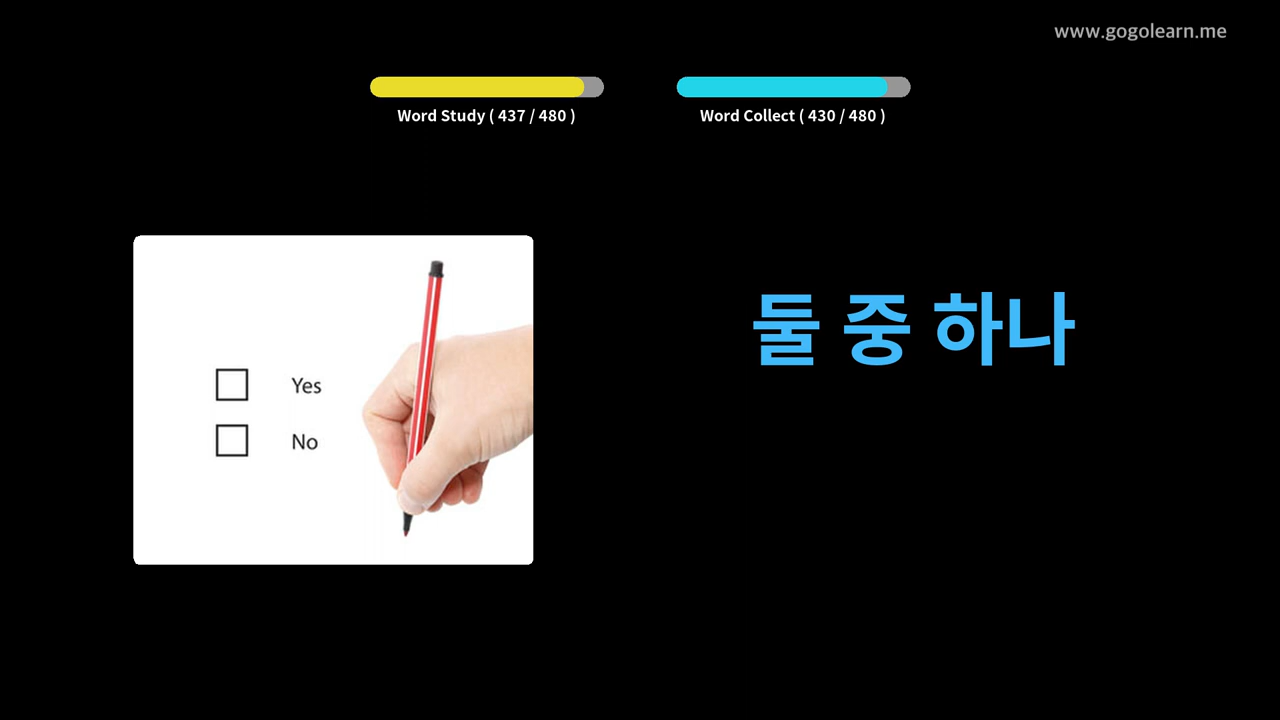 www.gogolearn.me
Word Study ( 437 / 480 )
Word Collect ( 430 / 480 )
둘 중 하나
Yes
No